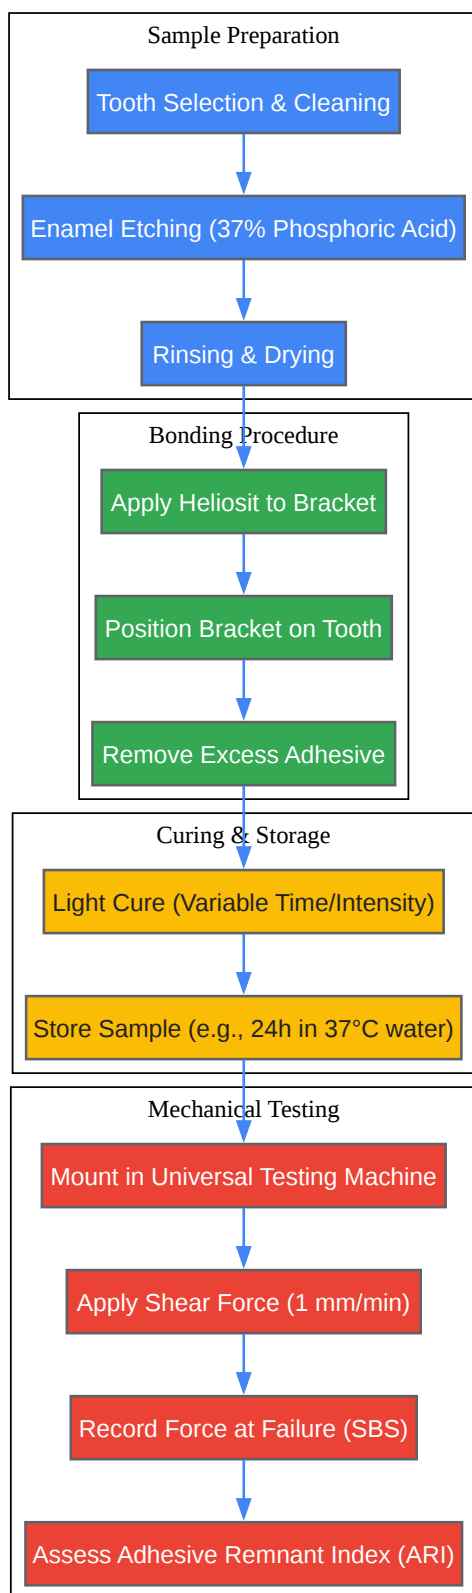 Sample Preparation
Tooth Selection & Cleaning
Enamel Etching (37% Phosphoric Acid)
Rinsing & Drying
Bonding Procedure
Apply Heliosit to Bracket
Position Bracket on Tooth
Remove Excess Adhesive
Curing & Storage
Light Cure (Variable Time/Intensity)
Store Sample (e.g., 24h in 37°C water)
Mechanical Testing
Mount in Universal Testing Machine
Apply Shear Force (1 mm/min)
Record Force at Failure (SBS)
Assess Adhesive Remnant Index (ARI)